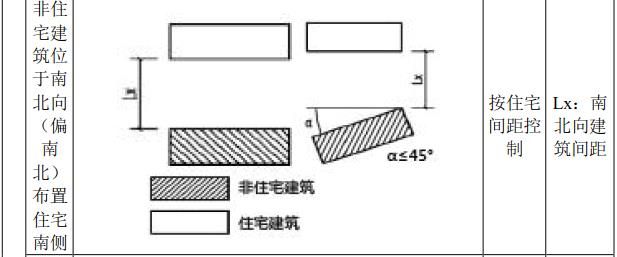 非住
宅建
筑位
于南
北向
（偏
南
北）
布置
住宅
南侧
Lx
Lx
α
α≤45°
非住宅建筑
住宅建筑
按住宅
间距控
制
Lx：南
北向建
筑间距